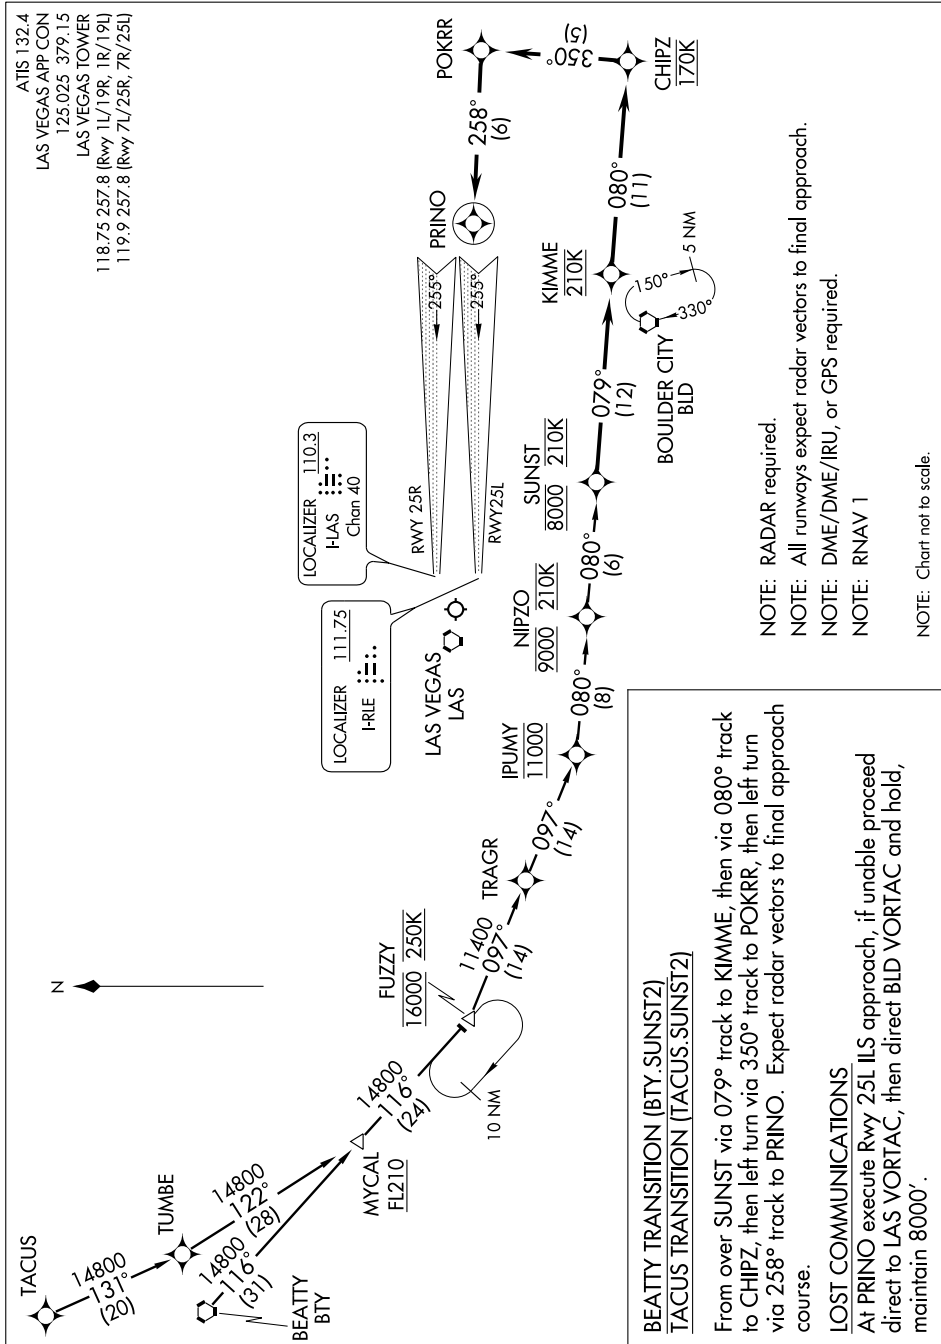 ATIS 132.4
LAS VEGAS APP CON
125.025 379.15
LAS VEGAS TOWER
118.75 257.8 (Rwy 1L/19R, 1R/19L)
119.9 257.8 (Rwy 7L/25R, 7R/25L)
N
TACUS
14800
131°
(20)
TUMBE
14800
122°
(28)
BEATTY
BTY
14800
116°
(31)
MYCAL
FL210
14800
116°
(24)
10 NM
FUZZY
16000 250K
11400
097°
(14)
TRAGR
097°
(14)
IPUMY
11000
080°
(8)
NIPZO
9000 210K
080°
(6)
SUNST
8000 210K
079°
(12)
KIMME
210K
080°
(11)
CHIPZ
170K
350°
(5)
POKRR
258°
(6)
PRINO
LOCALIZER 111.75
I-RLE
LOCALIZER 110.3
I-LAS
Chan 40
RWY 25R
255°
RWY25L
255°
LAS VEGAS
LAS
BOULDER CITY
BLD
150°
330°
5 NM
NOTE: RADAR required.
NOTE: All runways expect radar vectors to final approach.
NOTE: DME/DME/IRU, or GPS required.
NOTE: RNAV 1
NOTE: Chart not to scale.
BEATTY TRANSITION (BTY.SUNST2)
TACUS TRANSITION (TACUS.SUNST2)
From over SUNST via 079° track to KIMME, then via 080° track
to CHIPZ, then left turn via 350° track to POKRR, then left turn
via 258° track to PRINO. Expect radar vectors to final approach
course.
LOST COMMUNICATIONS
At PRINO execute Rwy 25L ILS approach, if unable proceed
direct to LAS VORTAC, then direct BLD VORTAC and hold,
maintain 8000'.